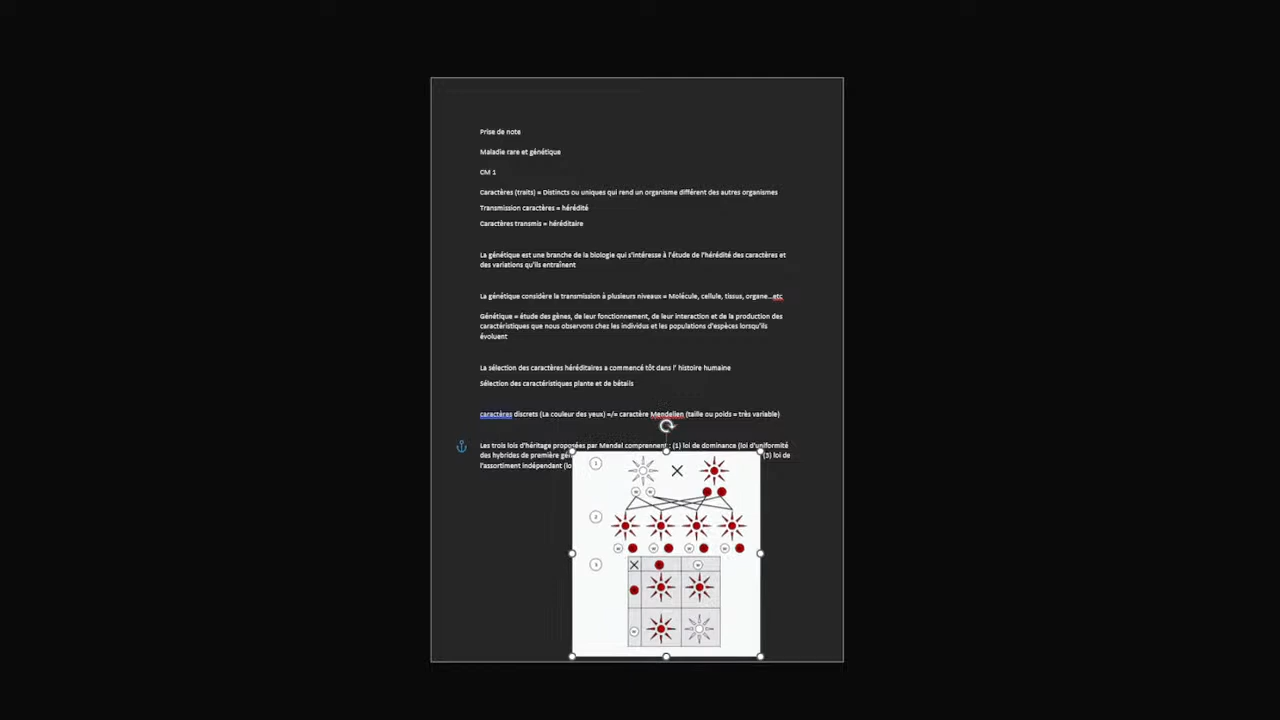 Prise de note
Maladie rare et génétique
CM 1
Caractères (traits) = Distincts ou uniques qui rend un organisme différent des autres organismes
Transmission caractères = hérédité
Caractères transmis = héréditaire
La génétique est une branche de la biologie qui s'intéresse à l'étude de l'hérédité des caractères et
des variations qu'ils entraînent
La génétique considère la transmission à plusieurs niveaux = Molécule, cellule, tissus, organe...etc
Génétique = étude des gènes, de leur fonctionnement, de leur interaction et de la production des
caractéristiques que nous observons chez les individus et les populations d'espèces lorsqu'ils
évoluent
La sélection des caractères héréditaires a commencé tôt dans l' histoire humaine
Sélection des caractéristiques plante et de bétails
caractères discrets (La couleur des yeux) =/= caractère Mendelien (taille ou poids = très variable)
Les trois lois d'héritage proposées par Mendel comprennent : (1) loi de dominance (loi d'uniformité
des hybrides de première (3) loi de
l'assortiment indépendant
1
2
3